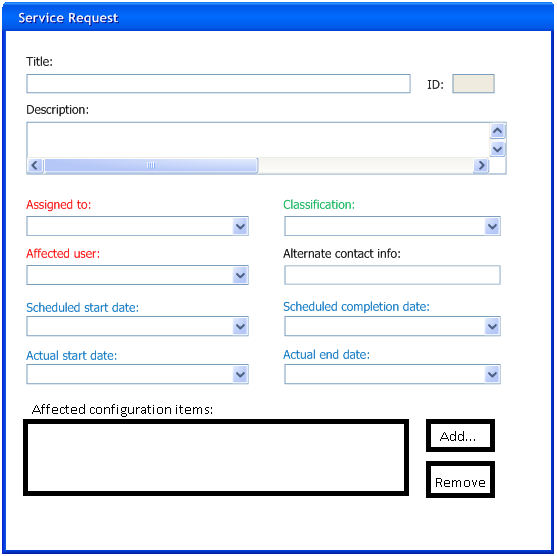 Service Request
Title:
ID:
Description:
Assigned to:
Classification:
Affected user:
Alternate contact info:
Scheduled start date:
Scheduled completion date:
Actual start date:
Actual end date:
Affected configuration items:
Add...
Remove